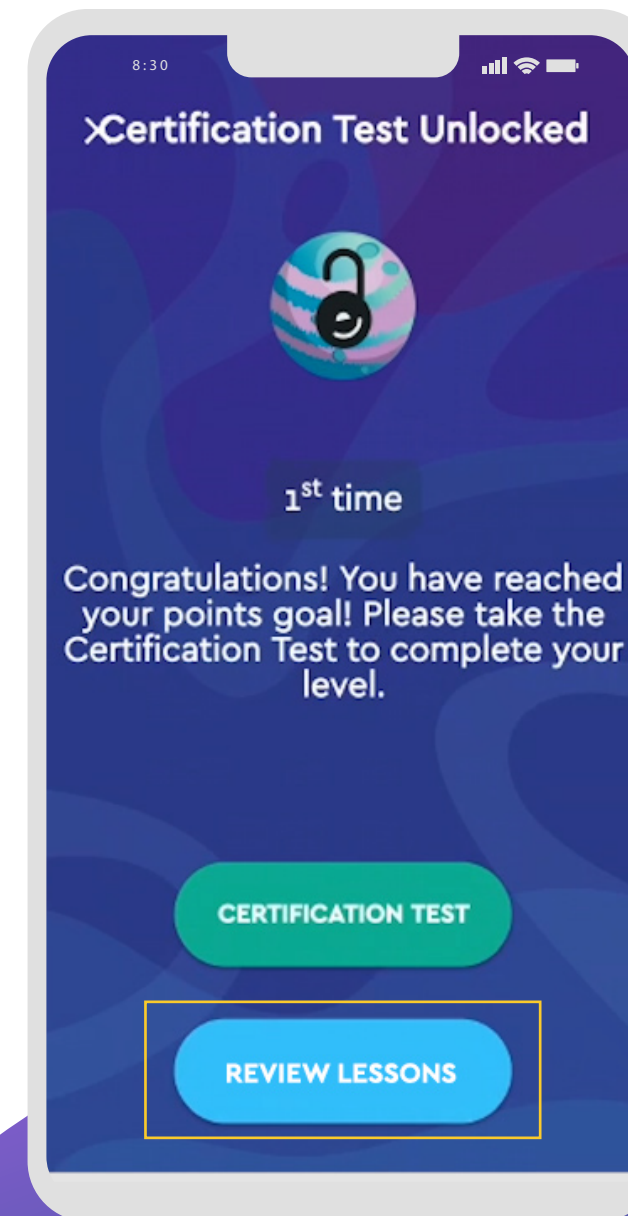 8:30
Certification Test Unlocked
1st time
Congratulations! You have reached
your points goal! Please take the
Certification Test to complete your
level.
CERTIFICATION TEST
REVIEW LESSONS